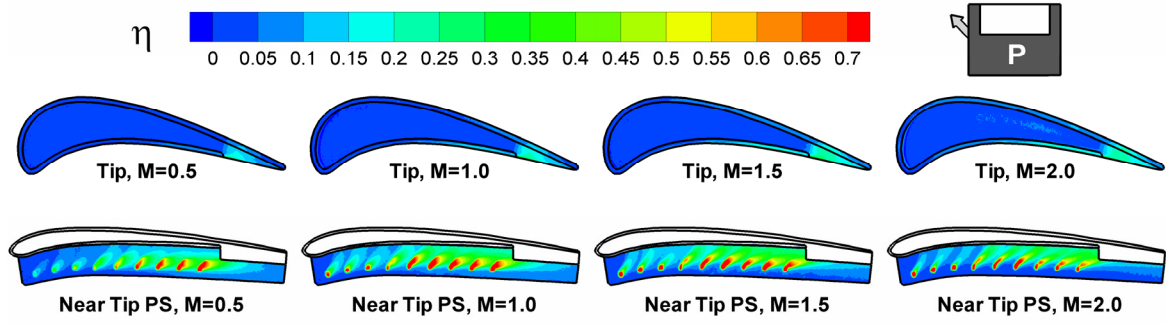 η
0 0.05 0.1 0.15 0.2 0.25 0.3 0.35 0.4 0.45 0.5 0.55 0.6 0.65 0.7
P
Tip, M=0.5
Tip, M=1.0
Tip, M=1.5
Tip, M=2.0
Near Tip PS, M=0.5
Near Tip PS, M=1.0
Near Tip PS, M=1.5
Near Tip PS, M=2.0